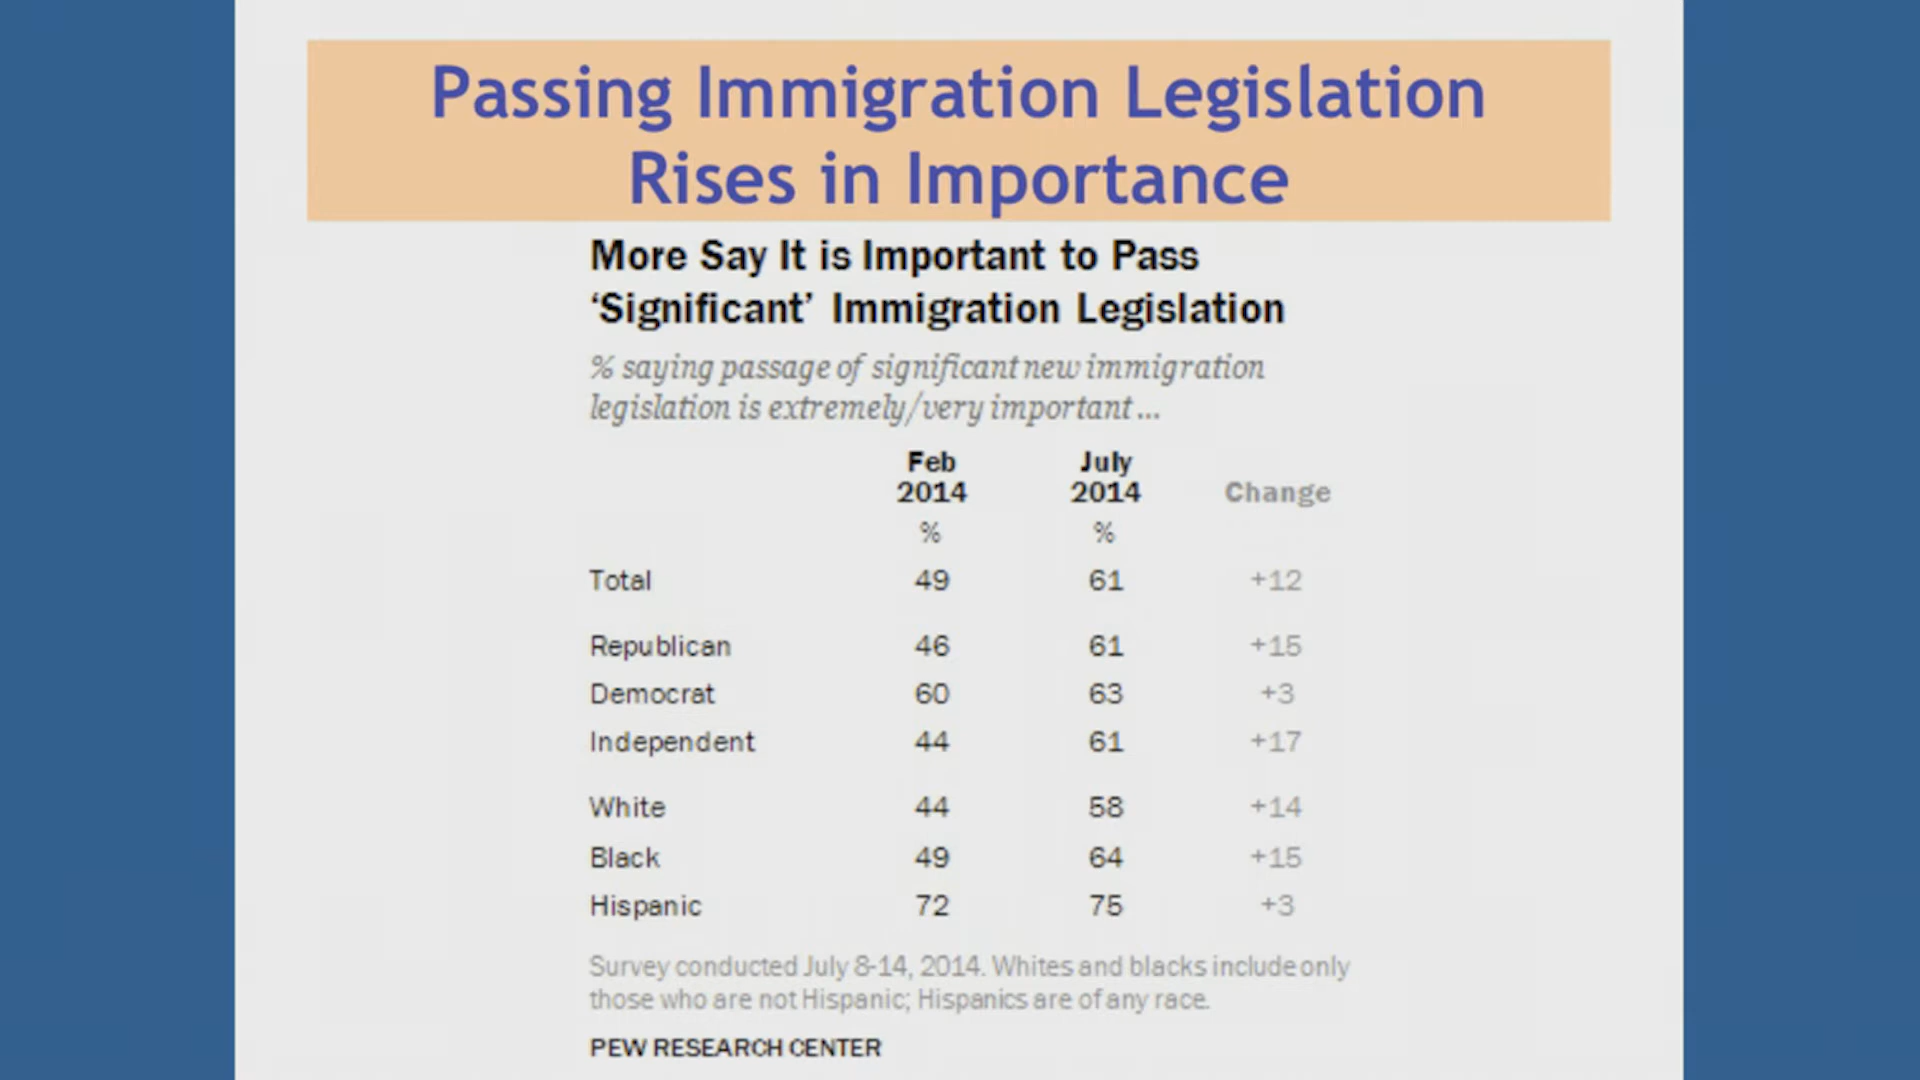 Passing Immigration Legislation
Rises in Importance
More Say It is Important to Pass
‘Significant’ Immigration Legislation
% saying passage of significant new immigration
legislation is extremely/very important ...
Feb July
2014 2014 Change
% %
Total 49 61 +12
Republican 46 61 +15
Democrat 60 63 +3
Independent 44 61 +17
White 44 58 +14
Black 49 64 +15
Hispanic 72 75 +3
Survey conducted July 8-14, 2014. Whites and blacks include only
those who are not Hispanic; Hispanics are of any race.
PEW RESEARCH CENTER